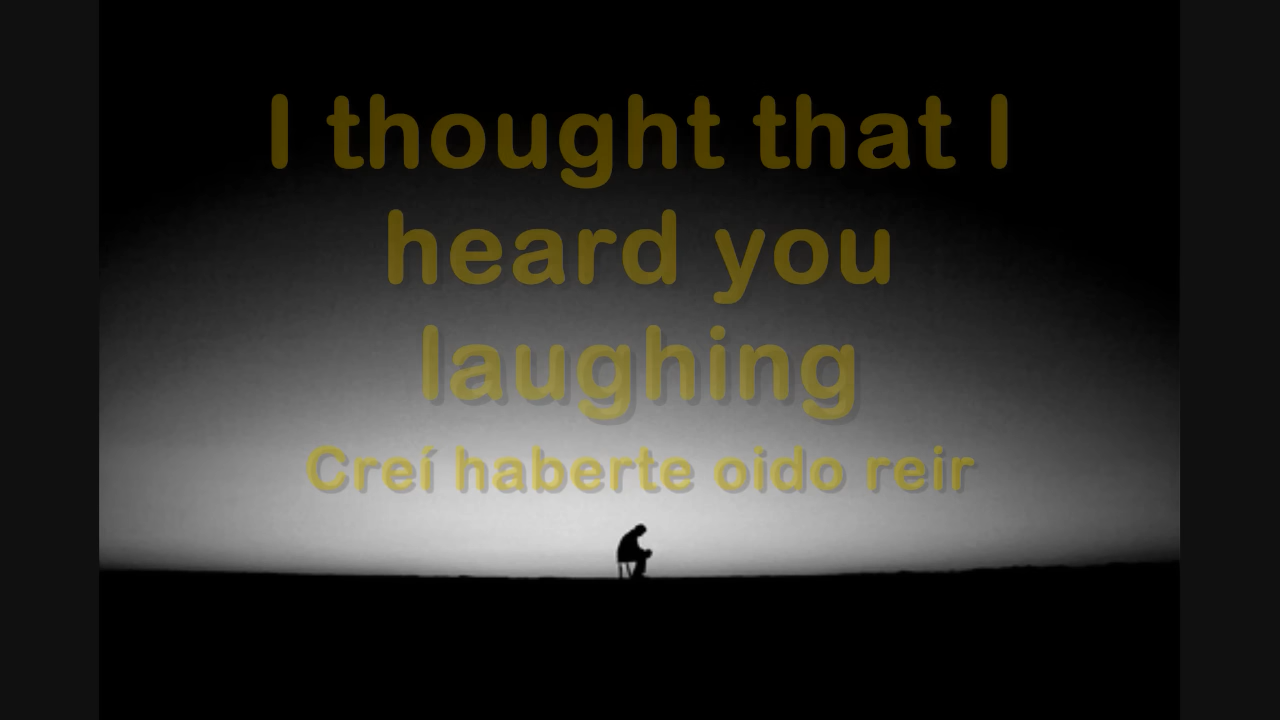 I thought that I
heard you
laughing
Creí haberte oido reir